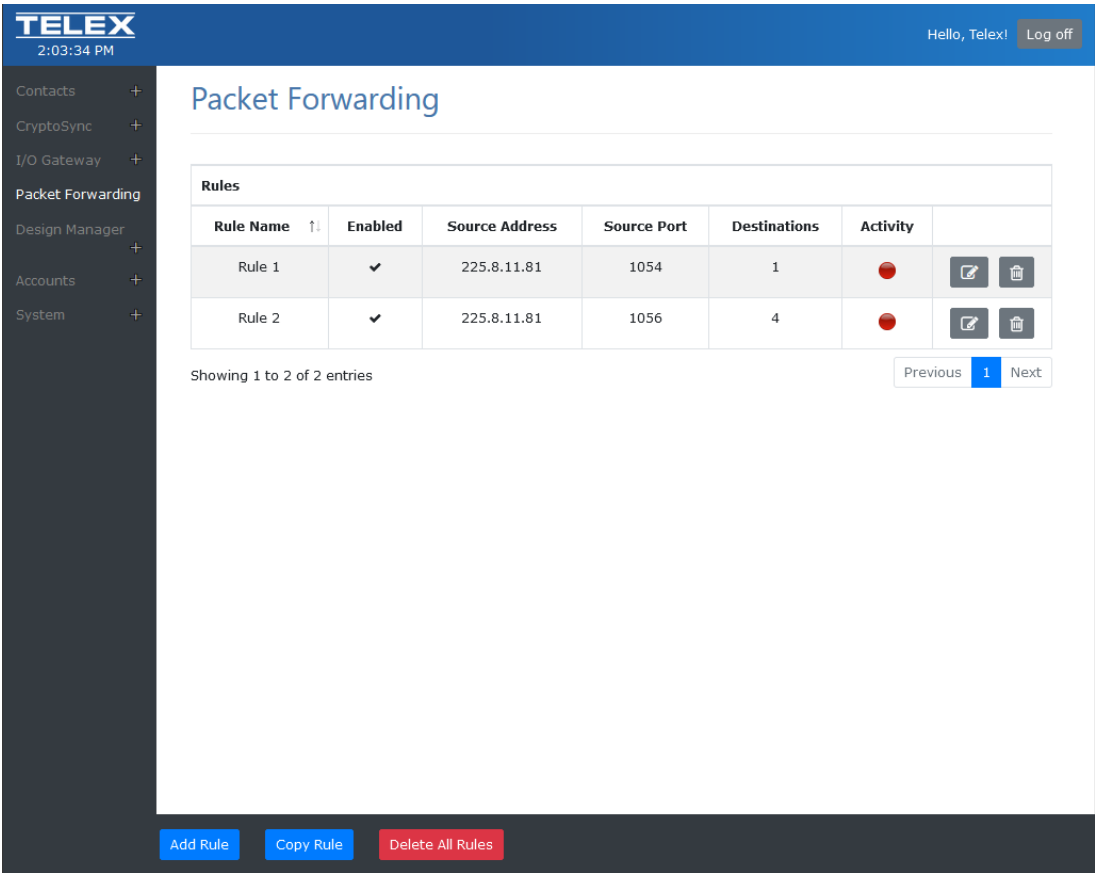 TELEX
2:03:34 PM
Hello, Telex! Log off
Contacts +
CryptoSync +
I/O Gateway +
Packet Forwarding
Design Manager
+
Accounts +
System +
Packet Forwarding
Rules
Rule Name ↑↓ Enabled Source Address Source Port Destinations Activity
Rule 1 ✔ 225.8.11.81 1054 1
Rule 2 ✔ 225.8.11.81 1056 4
Showing 1 to 2 of 2 entries
Previous 1 Next
Add Rule Copy Rule Delete All Rules